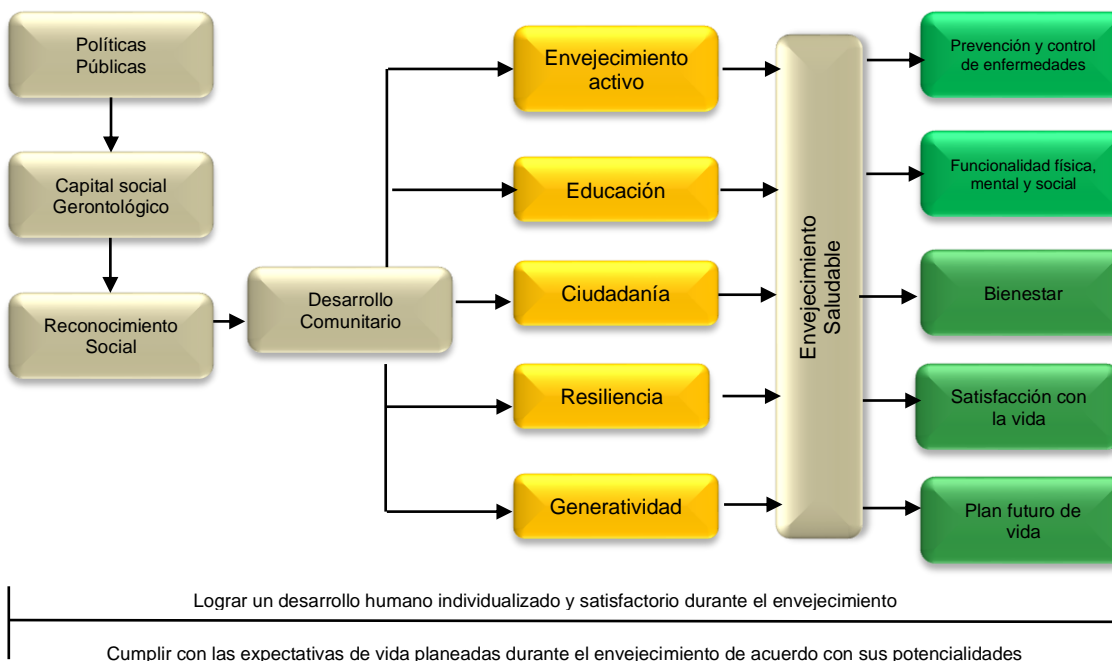 Políticas
Públicas
Capital social
Gerontológico
Reconocimiento
Social
Desarrollo
Comunitario
Envejecimiento
activo
Educación
Ciudadanía
Resiliencia
Generatividad
Envejecimiento
Saludable
Prevención y control
de enfermedades
Funcionalidad física,
mental y social
Bienestar
Satisfacción con
la vida
Plan futuro de
vida
Lograr un desarrollo humano individualizado y satisfactorio durante el envejecimiento
Cumplir con las expectativas de vida planeadas durante el envejecimiento de acuerdo con sus potencialidades